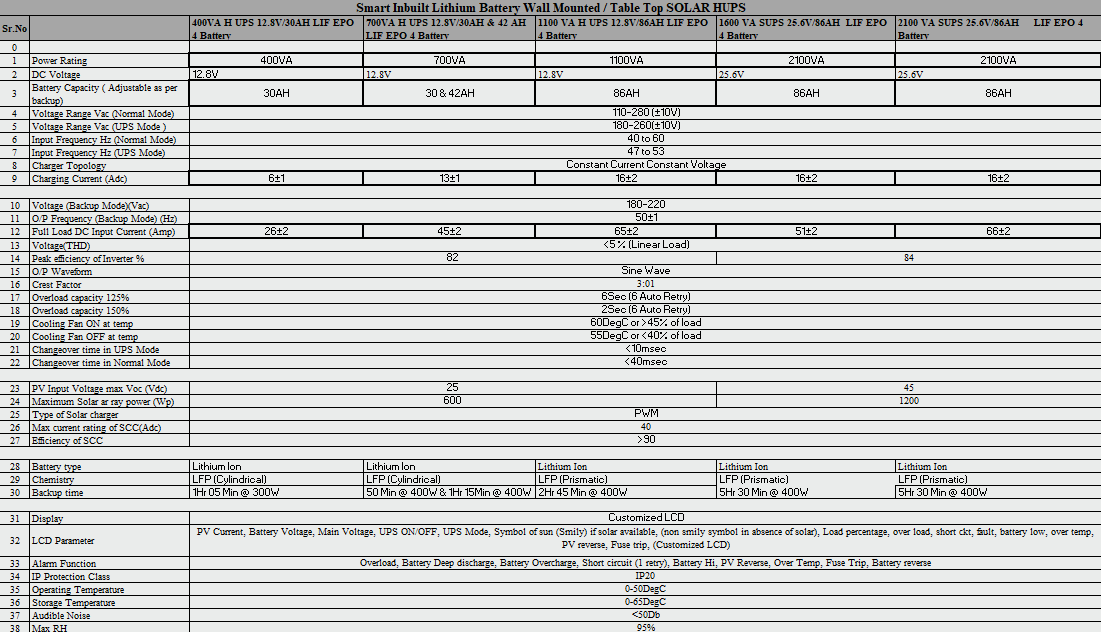 Smart Inbuilt Lithium Battery Wall Mounted / Table Top SOLAR HUPS
Sr.No 400VA H UPS 12.8V/30AH LIF EPO 4 Battery 700VA H UPS 12.8V/30AH & 42 AH LIF EPO 4 Battery 1100 VA H UPS 12.8V/86AH LIF EPO 4 Battery 1600 VA SUPS 25.6V/86AH LIF EPO 4 Battery 2100 VA SUPS 25.6V/86AH LIF EPO 4 Battery
0
1 Power Rating 400VA 700VA 1100VA 2100VA 2100VA
2 DC Voltage 12.8V 12.8V 12.8V 25.6V 25.6V
3 Battery Capacity ( Adjustable as per backup) 30AH 30 & 42AH 86AH 86AH 86AH
4 Voltage Range Vac (Normal Mode) 110-280 (±10V)
5 Voltage Range Vac (UPS Mode ) 180-260(±10V)
6 Input Frequency Hz (Normal Mode) 40 to 60
7 Input Frequency Hz (UPS Mode) 47 to 53
8 Charger Topology Constant Current Constant Voltage
9 Charging Current (Adc) 6±1 13±1 16±2 16±2 16±2
10 Voltage (Backup Mode)(Vac) 180-220
11 O/P Frequency (Backup Mode) (Hz) 50±1
12 Full Load DC Input Current (Amp) 26±2 45±2 65±2 51±2 66±2
13 Voltage(THD) <5 % (Linear Load)
14 Peak efficiency of Inverter % 82 84
15 O/P Waveform Sine Wave
16 Crest Factor 3:01
17 Overload capacity 125% 6Sec (6 Auto Retry)
18 Overload capacity 150% 2Sec (6 Auto Retry)
19 Cooling Fan ON at temp 60DegC or >45% of load
20 Cooling Fan OFF at temp 55DegC or <40% of load
21 Changeover time in UPS Mode <10msec
22 Changeover time in Normal Mode <40msec
23 PV Input Voltage max Voc (Vdc) 25 45
24 Maximum Solar ar ray power (Wp) 600 1200
25 Type of Solar charger PWM
26 Max current rating of SCC(Adc) 40
27 Efficiency of SCC >90
28 Battery type Lithium Ion Lithium Ion Lithium Ion Lithium Ion Lithium Ion
29 Chemistry LFP (Cylindrical) LFP (Cylindrical) LFP (Prismatic) LFP (Prismatic) LFP (Prismatic)
30 Backup time 1Hr 05 Min @ 300W 50 Min @ 400W & 1Hr 15Min @ 400W 2Hr 45 Min @ 400W 5Hr 30 Min @ 400W 5Hr 30 Min @ 400W
31 Display Customized LCD
32 LCD Parameter PV Current, Battery Voltage, Main Voltage, UPS ON/OFF, UPS Mode, Symbol of sun (Smily) if solar available, (non smily symbol in absence of solar), Load percentage, over load, short ckt, fault, battery low, over temp,
PV reverse, Fuse trip, (Customized LCD)
33 Alarm Function Overload, Battery Deep discharge, Battery Overcharge, Short circuit (1 retry), Battery Hi, PV Reverse, Over Temp, Fuse Trip, Battery reverse
34 IP Protection Class IP20
35 Operating Temperature 0-50DegC
36 Storage Temperature 0-65DegC
37 Audible Noise <50Db
38 Max RH 95%